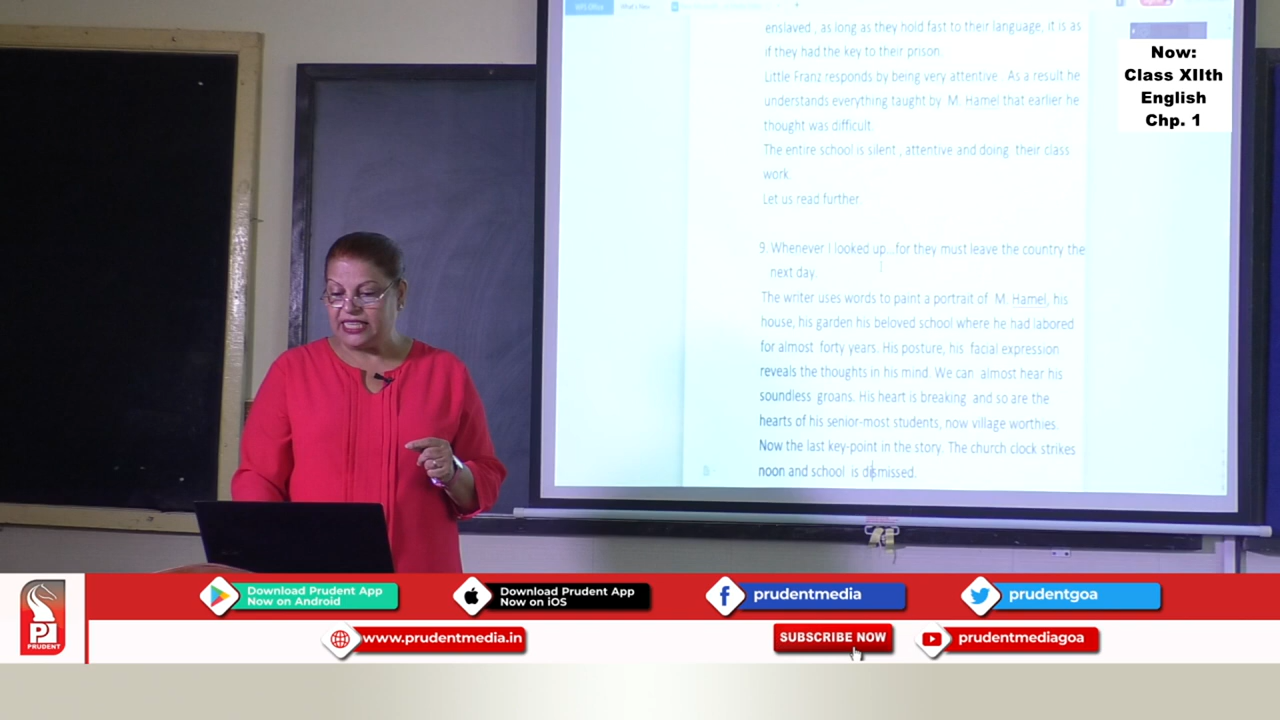 WPS Office
What's New
enslaved , as long as they hold fast to their language, it is as
if they had the key to their prison.
Little Franz responds by being very attentive . As a result he
understands everything taught by M. Hamel that earlier he
thought was difficult.
The entire school is silent , attentive and doing their class
work.
Let us read further.
9. Whenever I looked up...for they must leave the country the
next day.
The writer uses words to paint a portrait of M. Hamel, his
house, his garden his beloved school where he had labored
for almost forty years. His posture, his facial expression
reveals the thoughts in his mind. We can almost hear his
soundless groans. His heart is breaking and so are the
hearts of his senior-most students, now village worthies.
Now the last key-point in the story. The church clock strikes
noon and school is dismissed.
Now:
Class XIIth
English
Chp. 1
PRUDENT
Download Prudent App
Now on Android
Download Prudent App
Now on iOS
prudentmedia
prudentgoa
www.prudentmedia.in
SUBSCRIBE NOW
prudentmediagoa